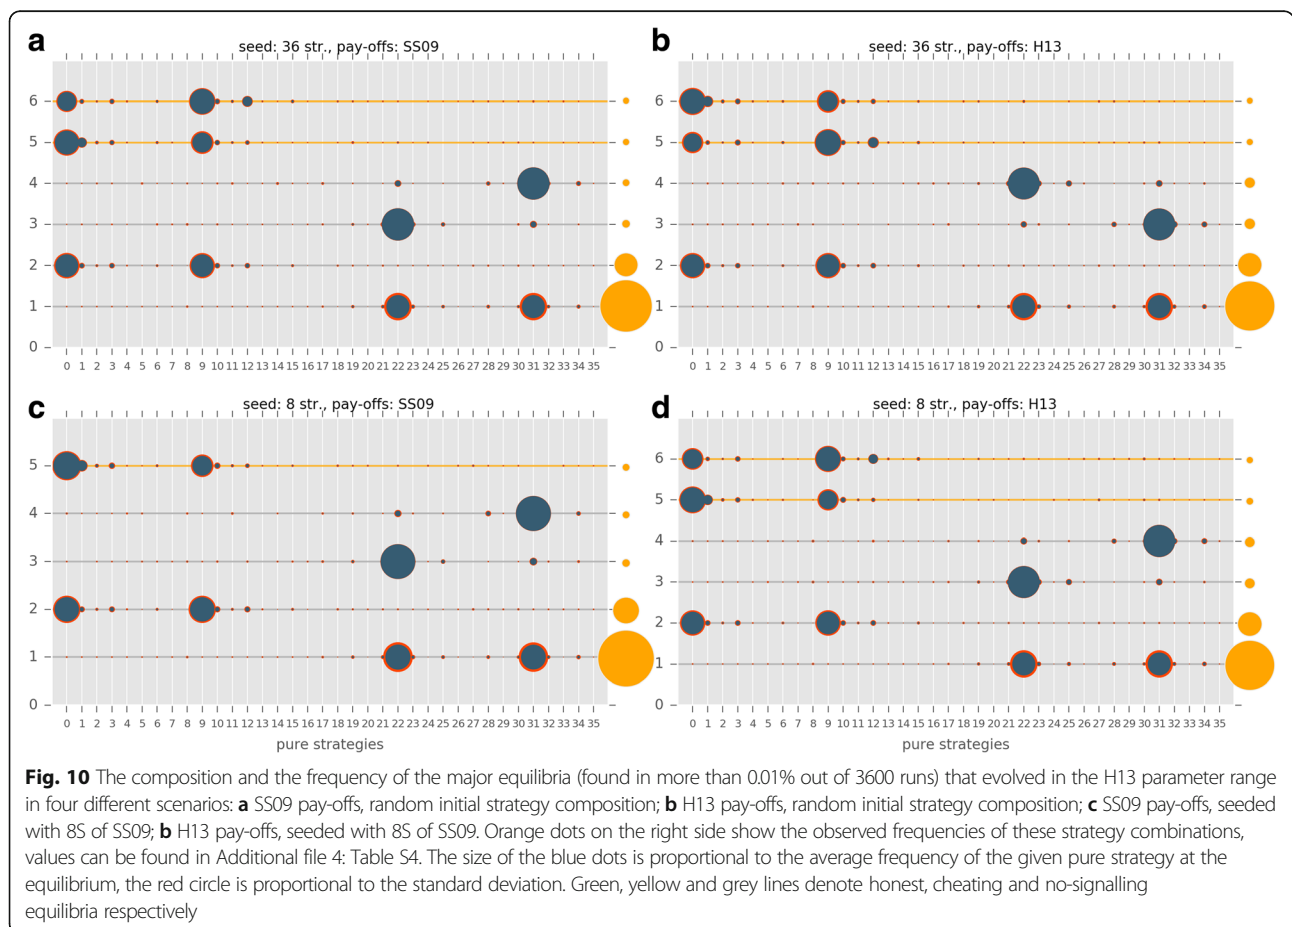 a
seed: 36 str., pay-offs: SS09
6
5
4
3
2
1
0
0 1 2 3 4 5 6 7 8 9 10 11 12 13 14 15 16 17 18 19 20 21 22 23 24 25 26 27 28 29 30 31 32 33 34 35
b
seed: 36 str., pay-offs: H13
6
5
4
3
2
1
0
0 1 2 3 4 5 6 7 8 9 10 11 12 13 14 15 16 17 18 19 20 21 22 23 24 25 26 27 28 29 30 31 32 33 34 35
c
seed: 8 str., pay-offs: SS09
5
4
3
2
1
0
0 1 2 3 4 5 6 7 8 9 10 11 12 13 14 15 16 17 18 19 20 21 22 23 24 25 26 27 28 29 30 31 32 33 34 35
pure strategies
d
seed: 8 str., pay-offs: H13
6
5
4
3
2
1
0
0 1 2 3 4 5 6 7 8 9 10 11 12 13 14 15 16 17 18 19 20 21 22 23 24 25 26 27 28 29 30 31 32 33 34 35
pure strategies
Fig. 10 The composition and the frequency of the major equilibria (found in more than 0.01% out of 3600 runs) that evolved in the H13 parameter range
in four different scenarios: a SS09 pay-offs, random initial strategy composition; b H13 pay-offs, random initial strategy composition; c SS09 pay-offs, seeded
with 8S of SS09; b H13 pay-offs, seeded with 8S of SS09. Orange dots on the right side show the observed frequencies of these strategy combinations,
values can be found in Additional file 4: Table S4. The size of the blue dots is proportional to the average frequency of the given pure strategy at the
equilibrium, the red circle is proportional to the standard deviation. Green, yellow and grey lines denote honest, cheating and no-signalling
equilibria respectively